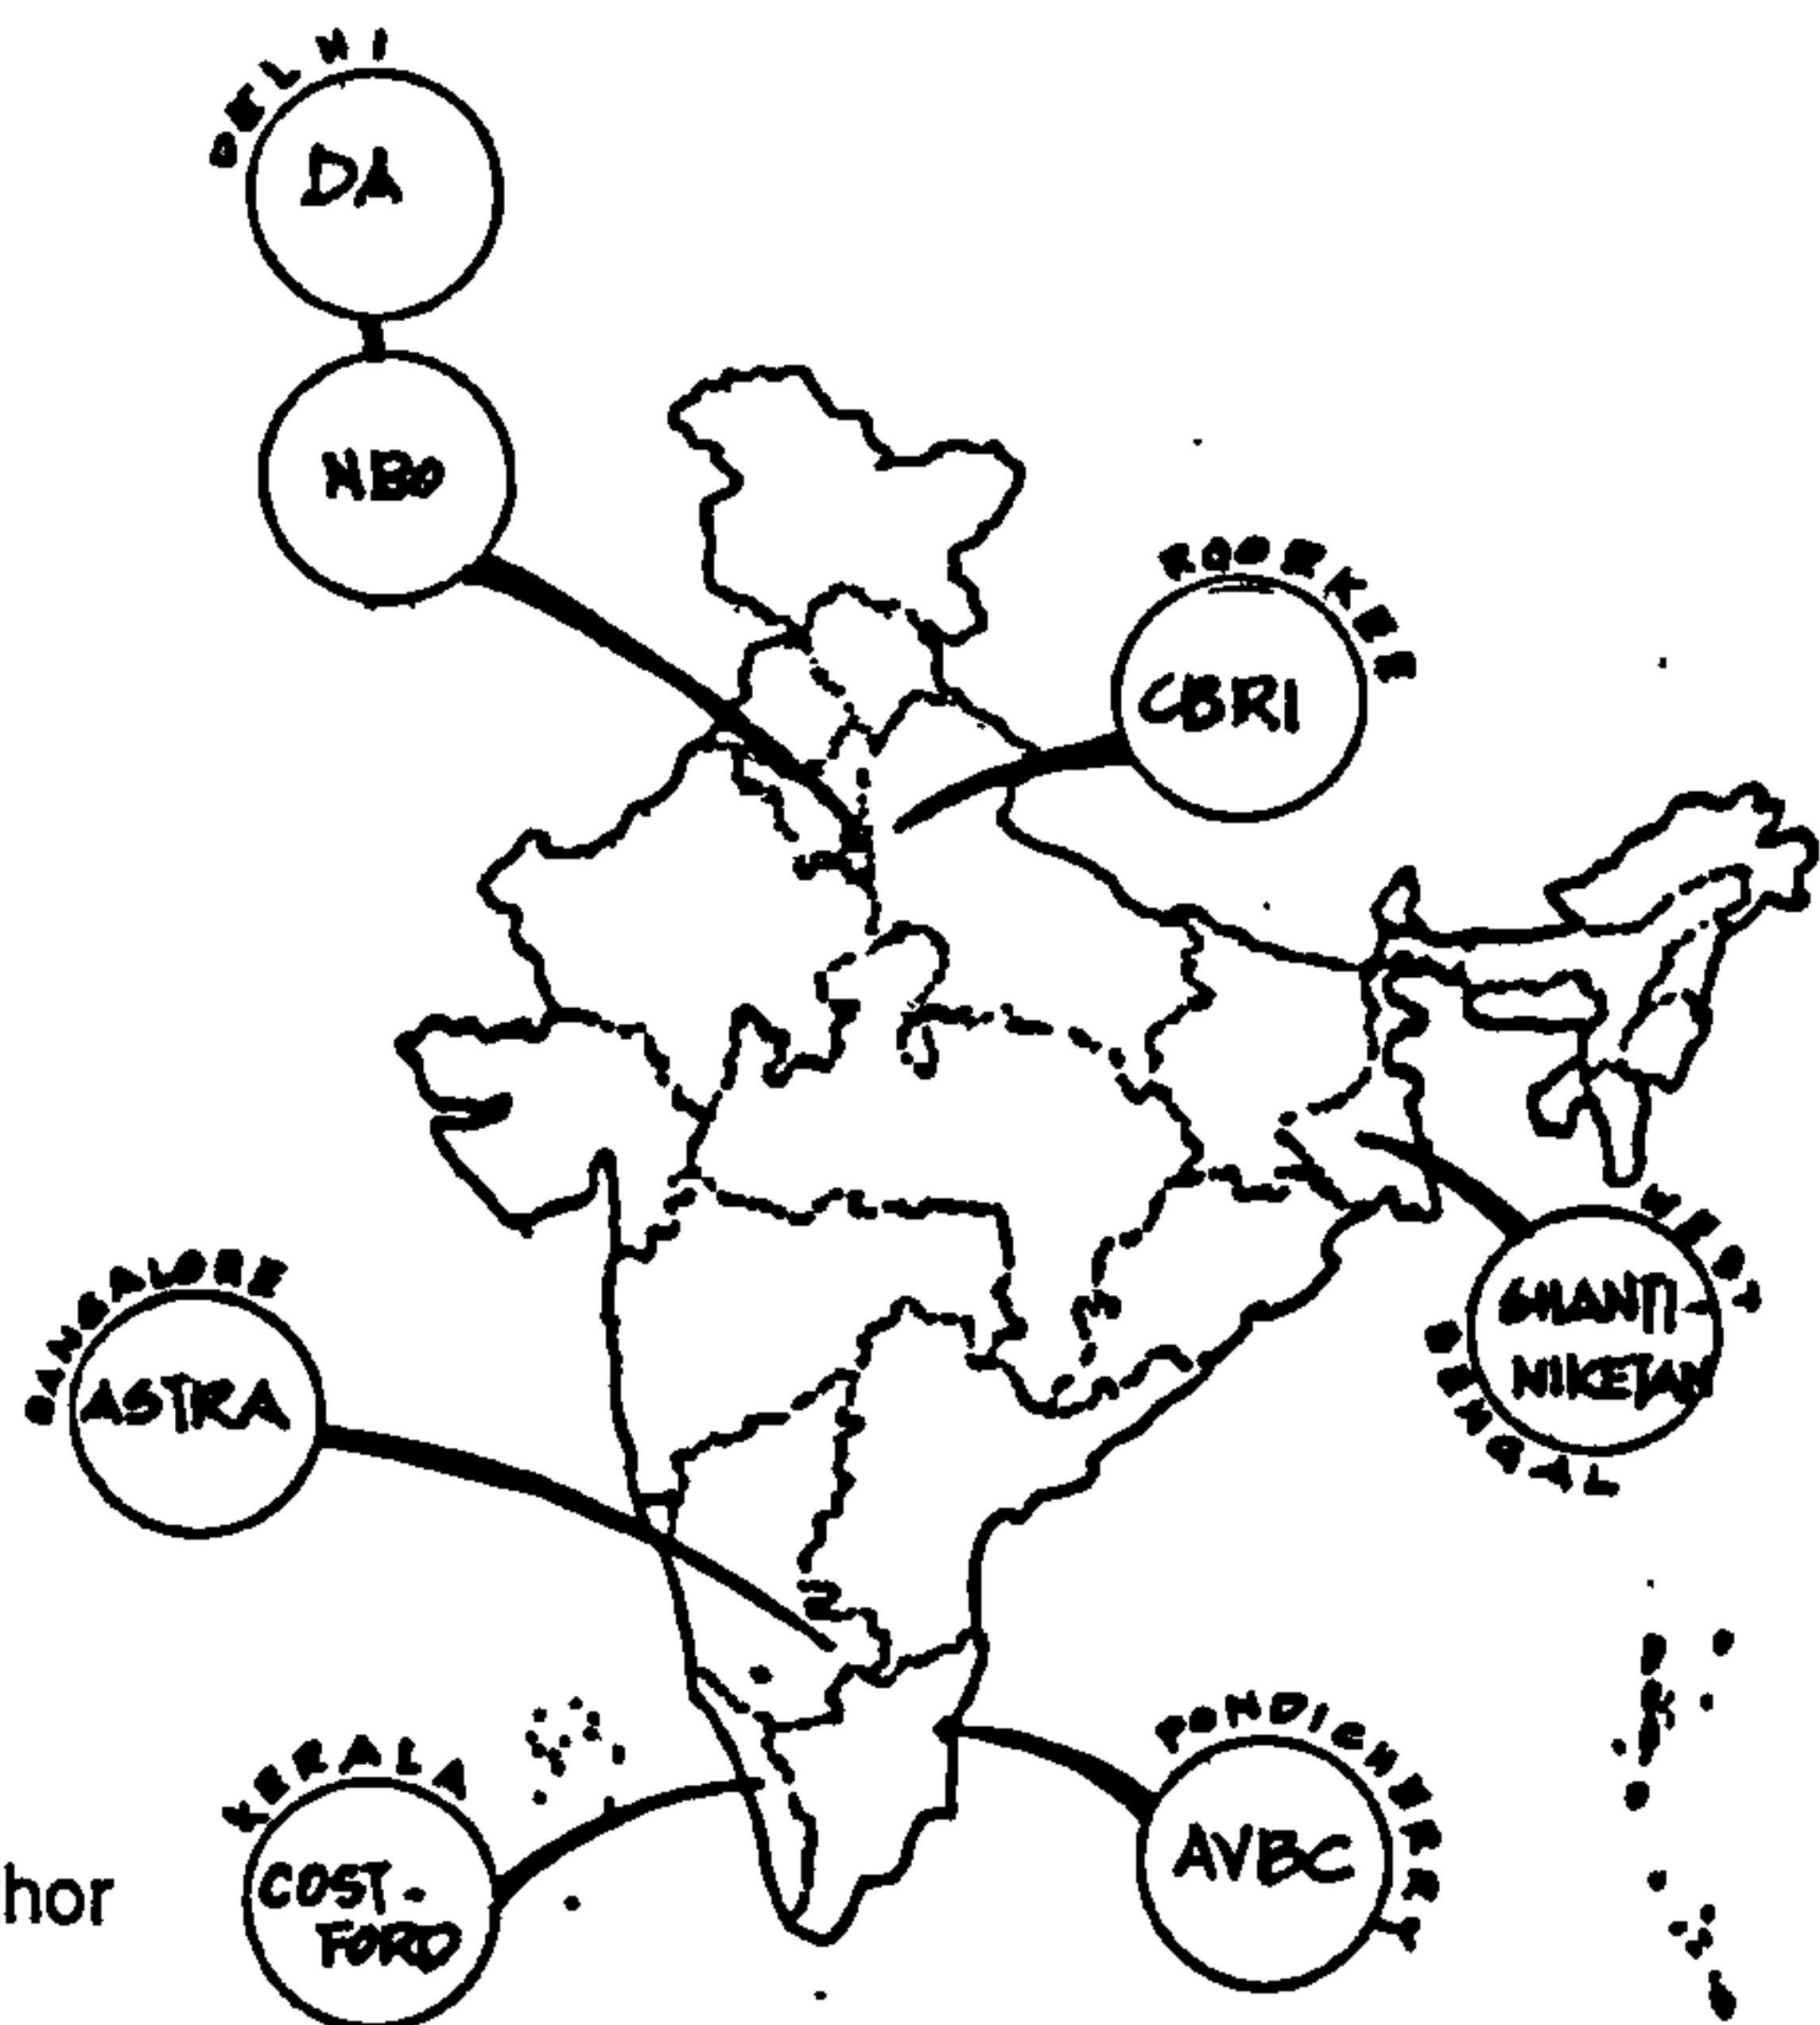 DELHI
DA
NBO
ROORKEE
CBRI
BANGALORE
ASTRA
WEST
BENGAL
SHANTI
NIKETAN
KERALA
COST-
FORD
PONDICHERRY
AVBC
hor